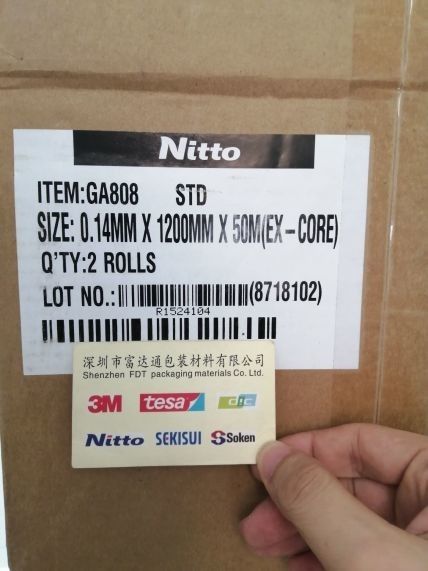 Nitto
ITEM:GA808 STD
SIZE: 0.14MM X 1200MM X 50M(EX-CORE)
Q'TY:2 ROLLS
LOT NO.: (8718102)
R1524104
深圳市富达通包装材料有限公司
Shenzhen FDT packaging materials Co. Ltd.
3M tesa dic
Nitto SEKISUI Soken